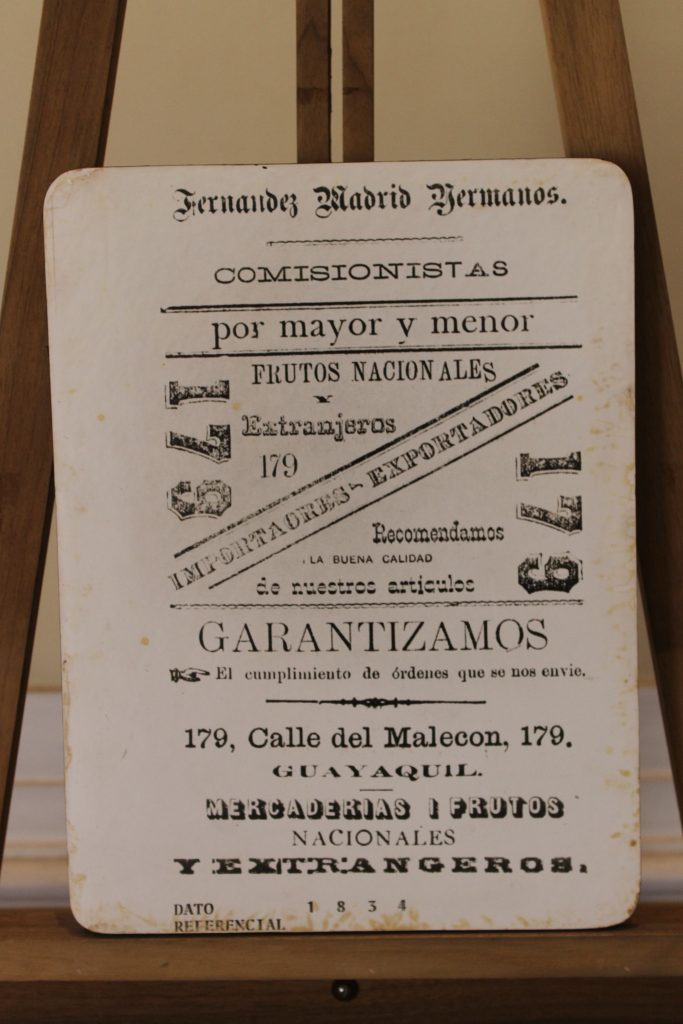 Fernandez Madrid Hermanos.
COMISIONISTAS
por mayor y menor
FRUTOS NACIONALES
Y
Extranjeros
179
179
IMPORTAORES Y EXPORTADORES
179
Recomendamos
LA BUENA CALIDAD
de nuestros articulos
GARANTIZAMOS
El cumplimiento de órdenes que se nos envie.
179, Calle del Malecon, 179.
GUAYAQUIL.
MERCADERIAS I FRUTOS
NACIONALES
Y EXTRANGEROS.
DATO 1834
REFERENCIAL